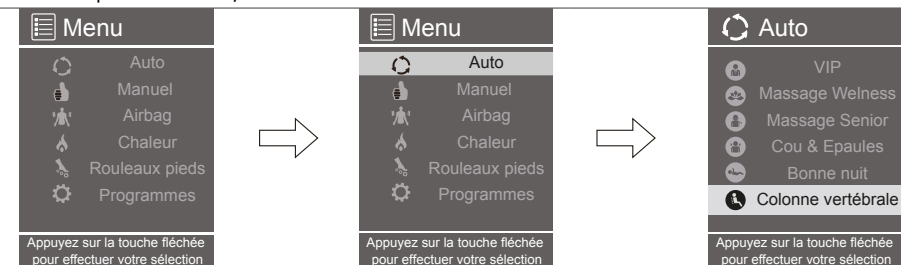 Menu
Auto
Manuel
Airbag
Chaleur
Rouleaux pieds
Programmes
Appuyez sur la touche fléchée
pour effectuer votre sélection
Menu
Auto
Manuel
Airbag
Chaleur
Rouleaux pieds
Programmes
Appuyez sur la touche fléchée
pour effectuer votre sélection
Auto
VIP
Massage Welness
Massage Senior
Cou & Epaules
Bonne nuit
Colonne vertébrale
Appuyez sur la touche fléchée
pour effectuer votre sélection